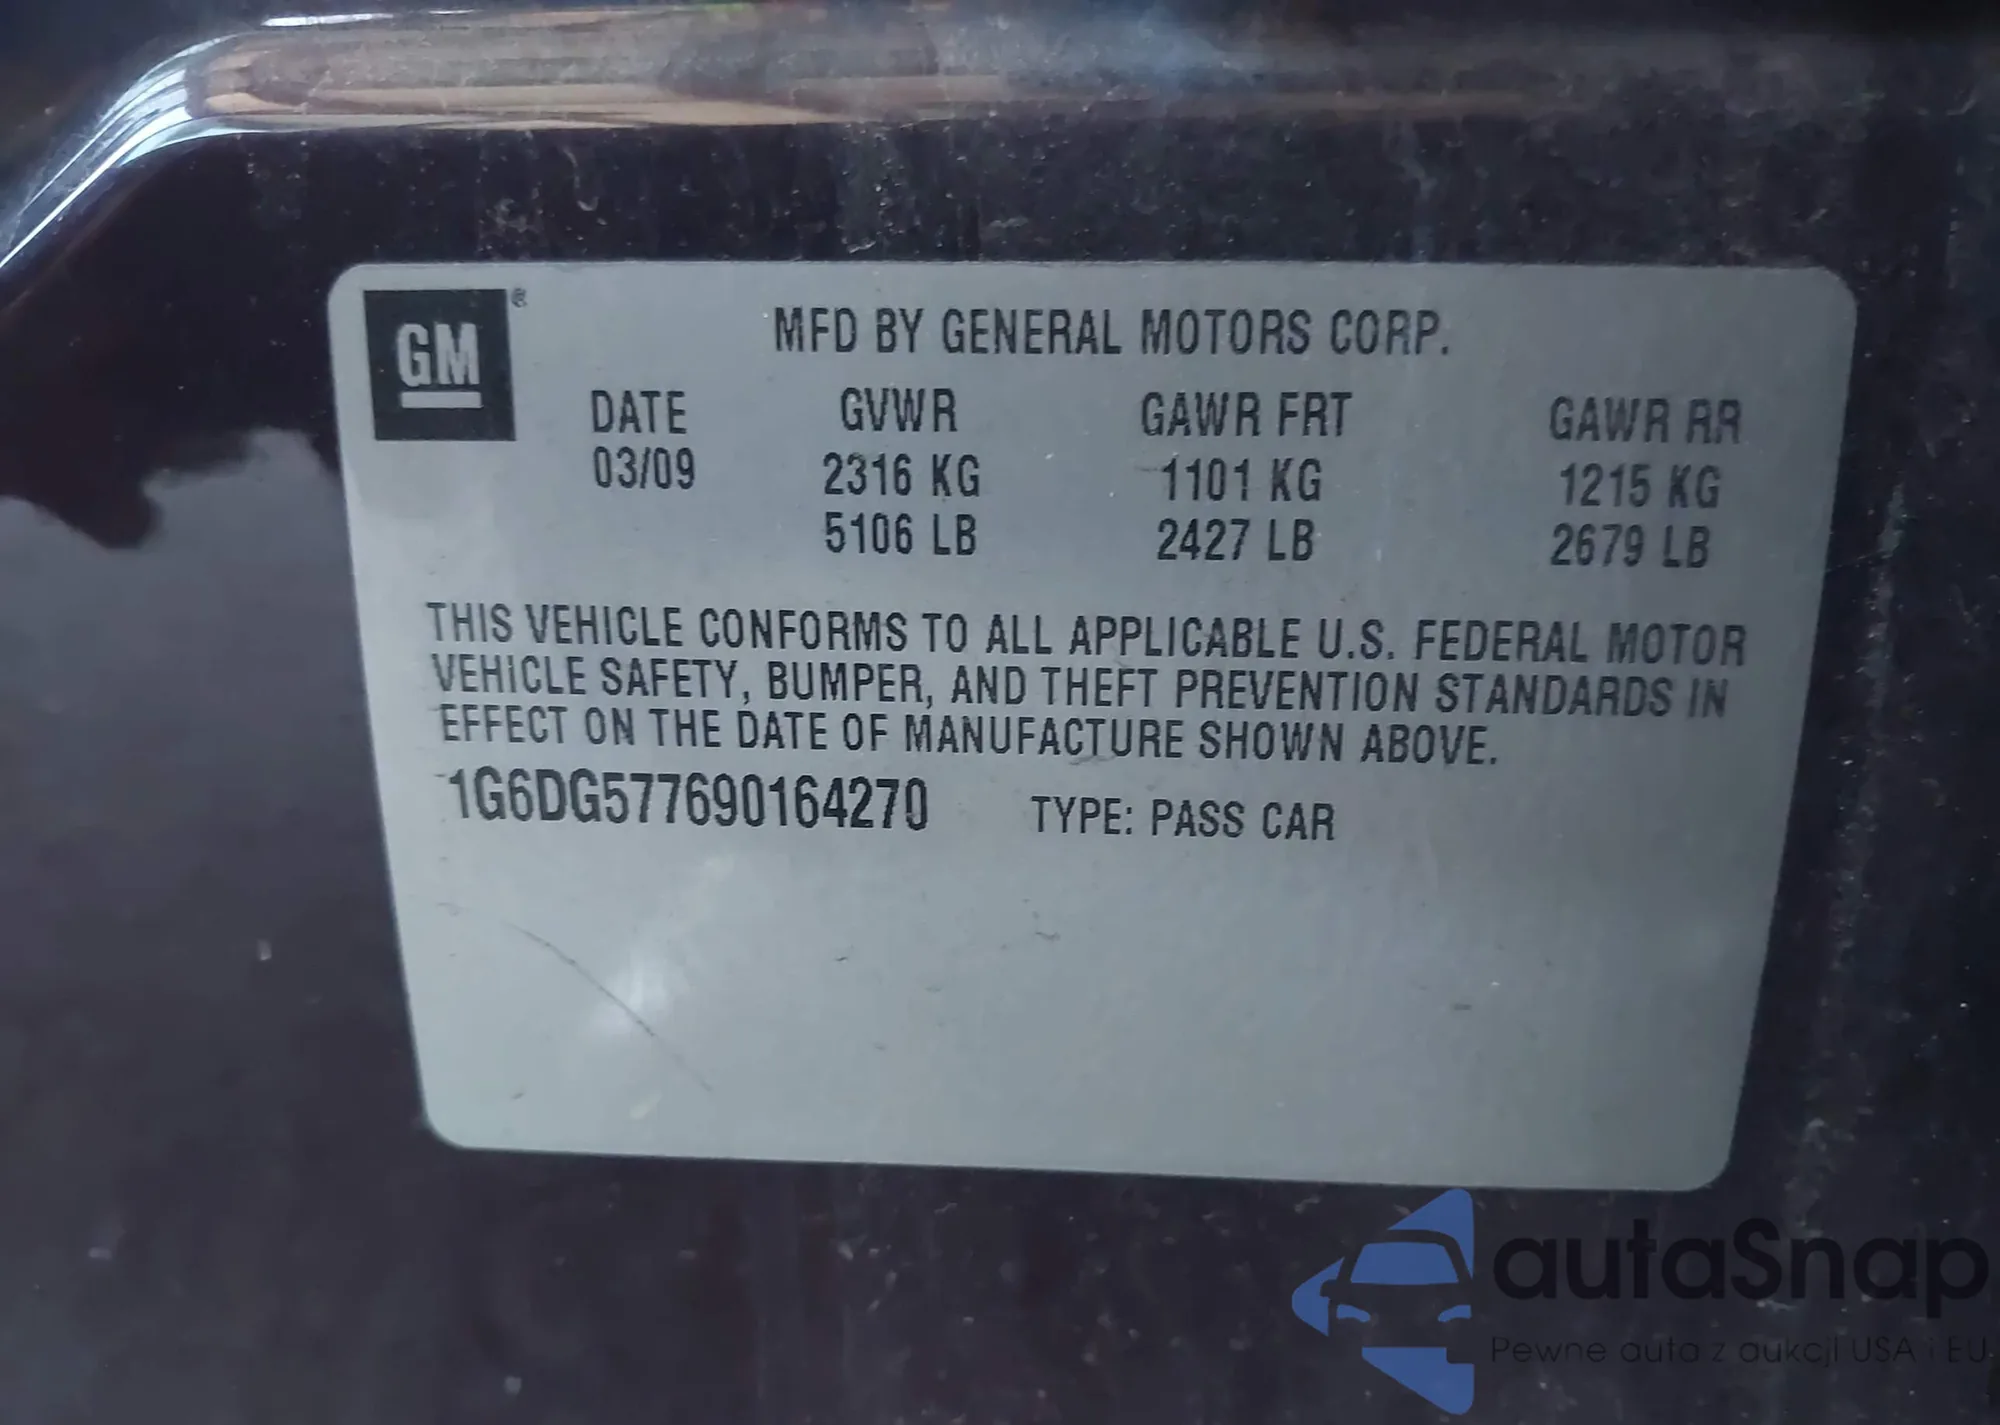 GM ®
MFD BY GENERAL MOTORS CORP.
DATE GVWR GAWR FRT GAWR RR
03/09 2316 KG 1101 KG 1215 KG
5106 LB 2427 LB 2679 LB
THIS VEHICLE CONFORMS TO ALL APPLICABLE U.S. FEDERAL MOTOR
VEHICLE SAFETY, BUMPER, AND THEFT PREVENTION STANDARDS IN
EFFECT ON THE DATE OF MANUFACTURE SHOWN ABOVE.
1G6DG577690164270 TYPE: PASS CAR
autaSnap
Pewne auta z aukcji USA i EU